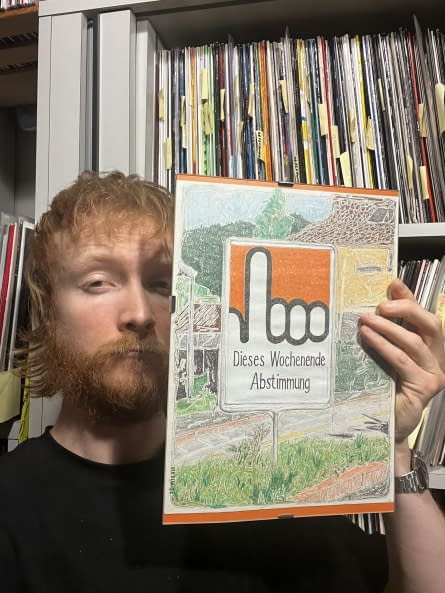 Dieses Wochenende
Abstimmung